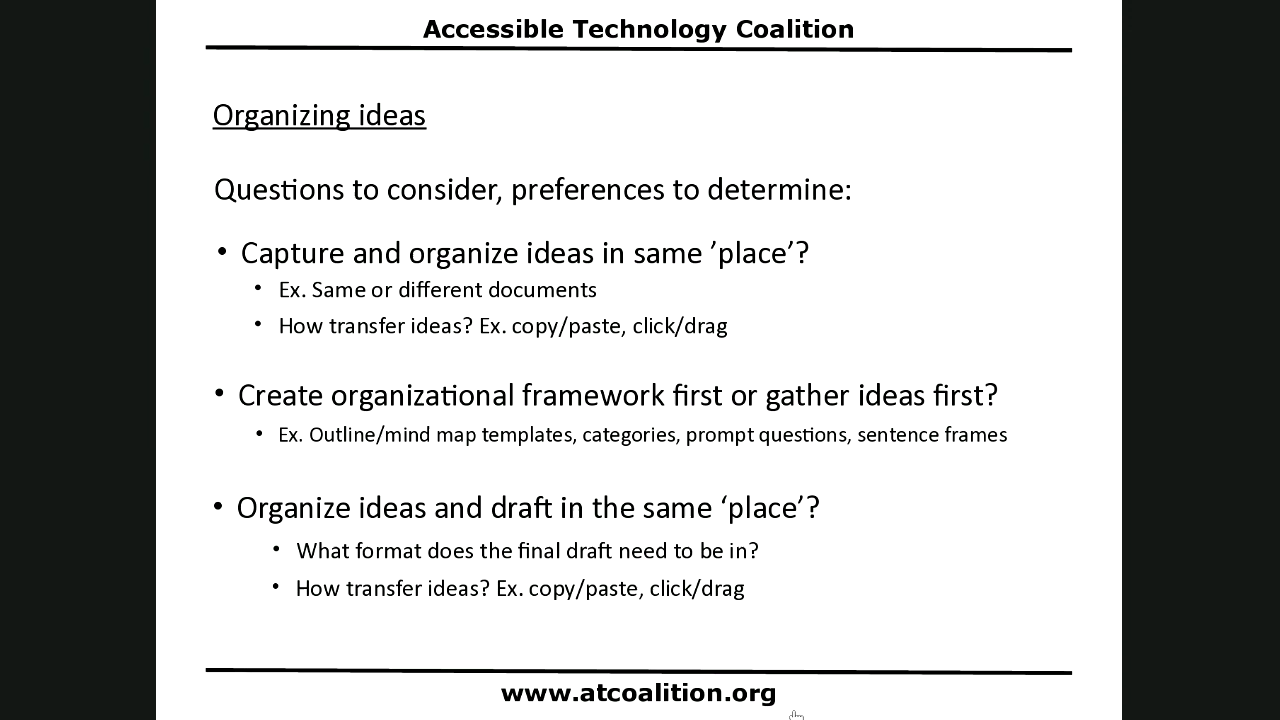 Accessible Technology Coalition
Organizing ideas
Questions to consider, preferences to determine:
• Capture and organize ideas in same ’place’?
• Ex. Same or different documents
• How transfer ideas? Ex. copy/paste, click/drag
• Create organizational framework first or gather ideas first?
• Ex. Outline/mind map templates, categories, prompt questions, sentence frames
• Organize ideas and draft in the same ‘place’?
• What format does the final draft need to be in?
• How transfer ideas? Ex. copy/paste, click/drag
www.atcoalition.org